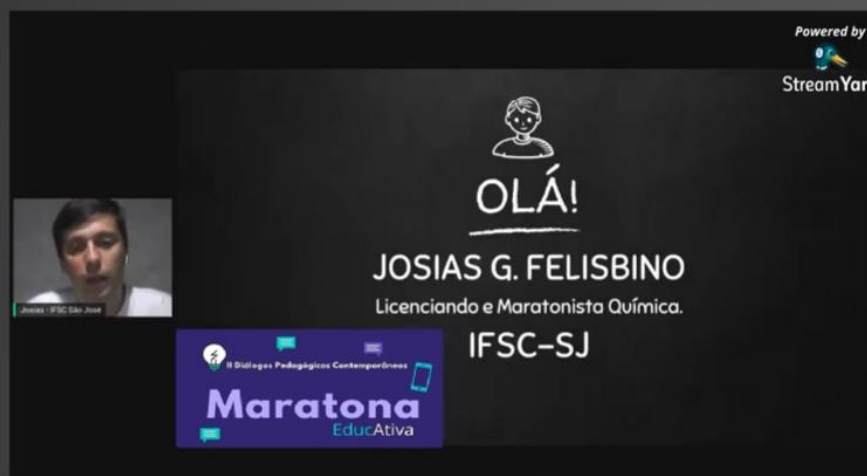 Powered by
StreamYar
OLÁ!
JOSIAS G. FELISBINO
Licenciando e Maratonista Química.
IFSC-SJ
Josias - IFSC São José
II Diálogos Pedagógicos Contemporâneos
Maratona
EducAtiva